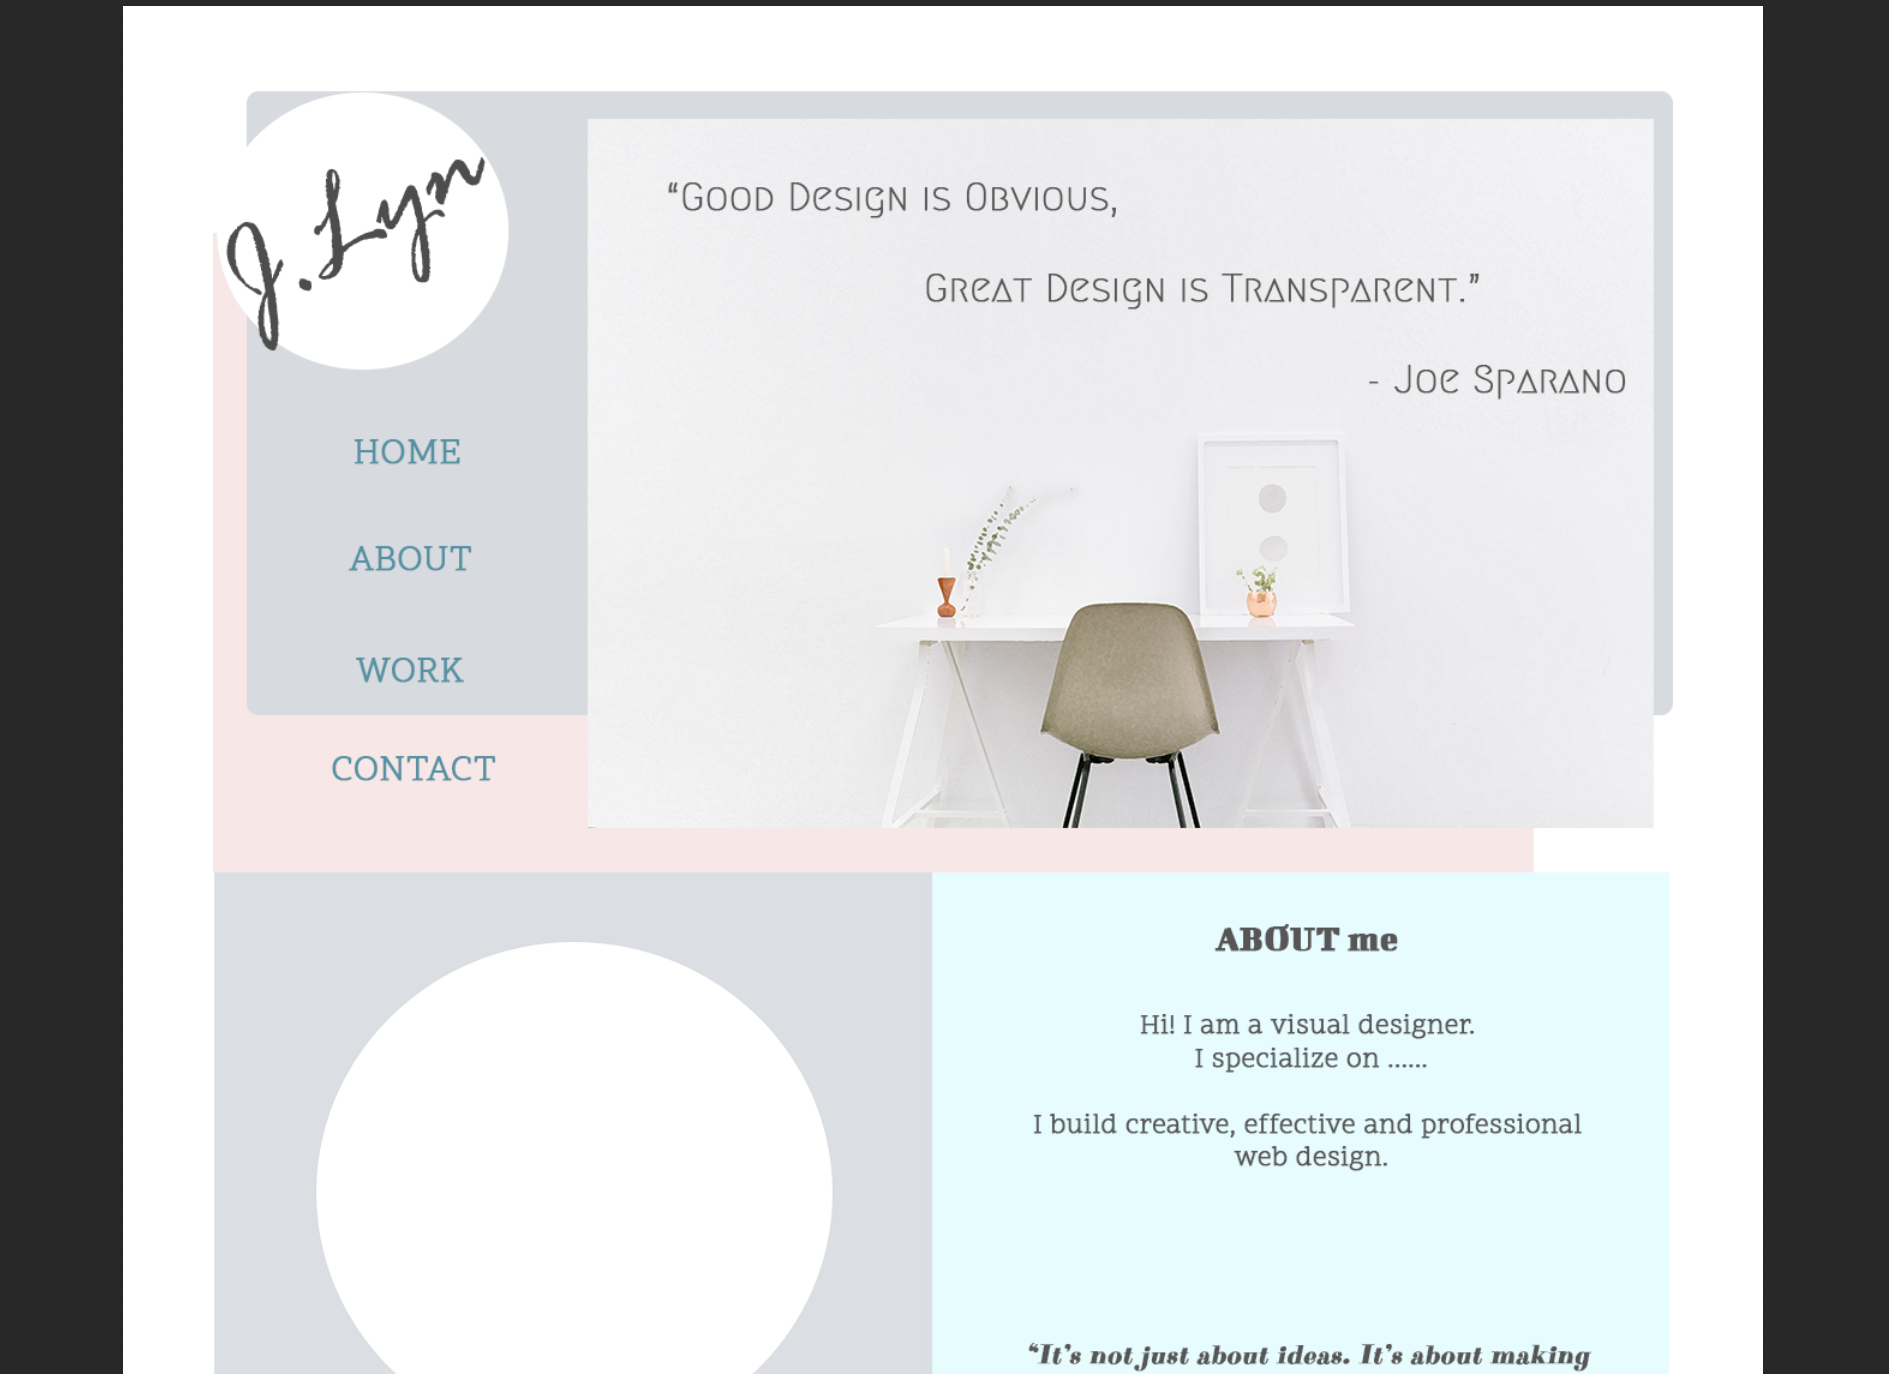 J.Lyn
“Good Design is Obvious,
Great Design is Transparent.”
- Joe Sparano
HOME
ABOUT
WORK
CONTACT
ABOUT me
Hi! I am a visual designer.
I specialize on ......
I build creative, effective and professional
web design.
“It’s not just about ideas. It’s about making